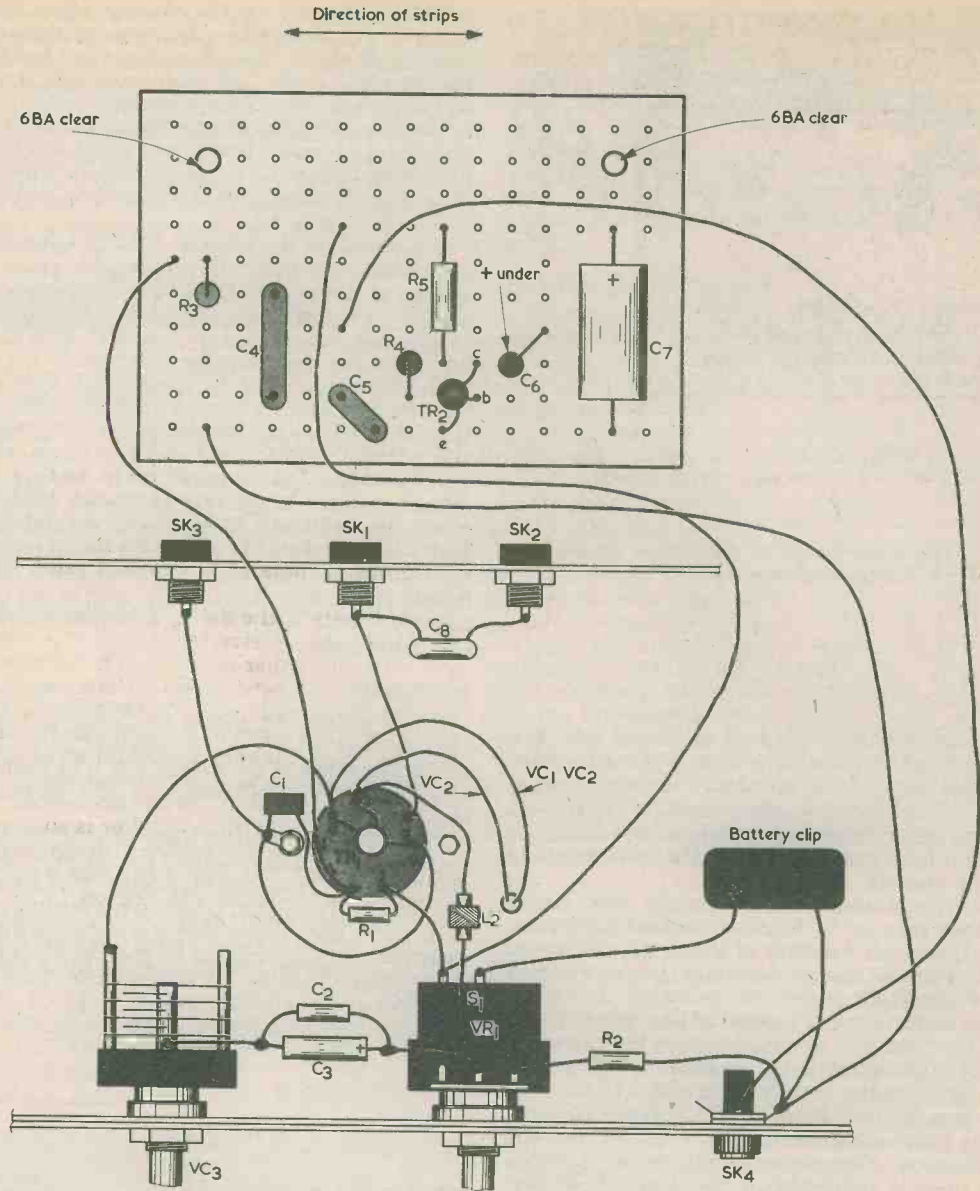 Direction of strips
6BA clear
6BA clear
+ under
R5
+
R3
C4
R4
c
C7
C5
C6
TR2
b
e
SK3
SK1
SK2
C8
C1
VC2
VC1 VC2
TR1
Battery clip
R1
L2
S1
C2
VR1
R2
C3
+
VC3
SK4